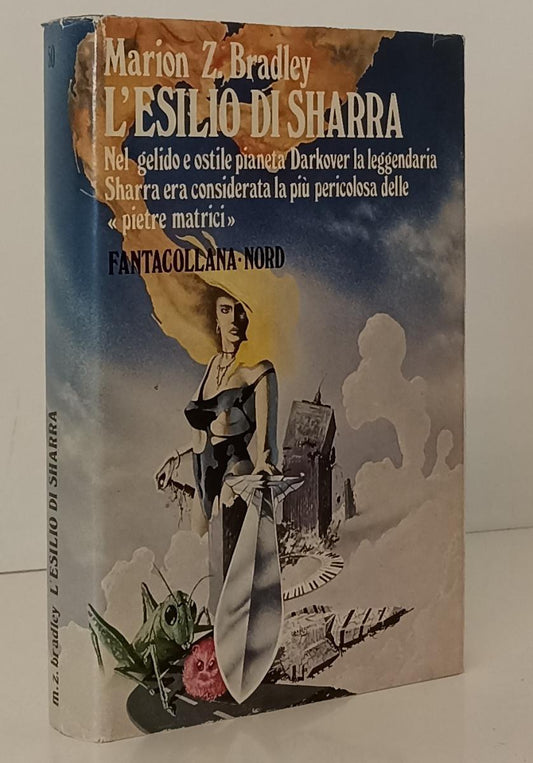 Marion Z. Bradley
L'ESILIO DI SHARRA
Nel gelido e ostile pianeta Darkover la leggendaria
Sharra era considerata la più pericolosa delle
« pietre matrici »
FANTACOLLANA · NORD
50
m. z. bradley L'ESILIO DI SHARRA